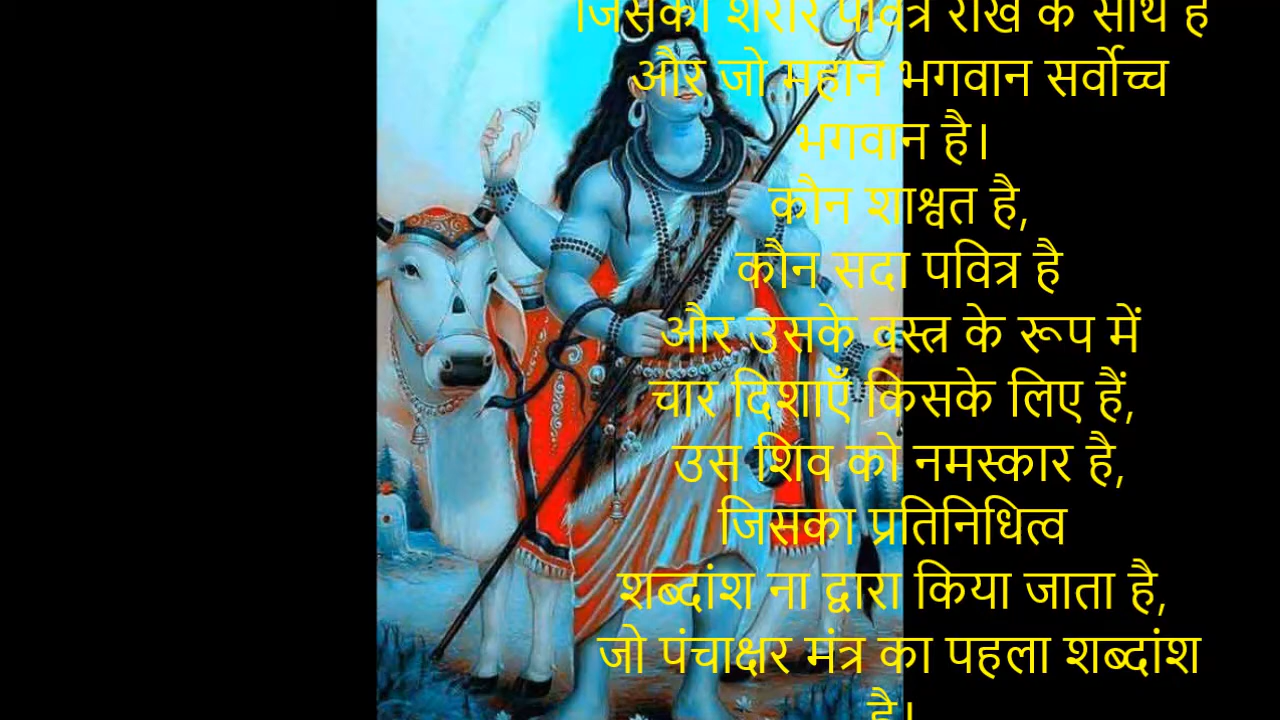 जिसका शरीर पवित्र राख के साथ है
और जो महान भगवान सर्वोच्च
भगवान है।
कौन शाश्वत है,
कौन सदा पवित्र है
और उसके वस्त्र के रूप में
चार दिशाएँ किसके लिए हैं,
उस शिव को नमस्कार है,
जिसका प्रतिनिधित्व
शब्दांश ना द्वारा किया जाता है,
जो पंचाक्षर मंत्र का पहला शब्दांश
है।